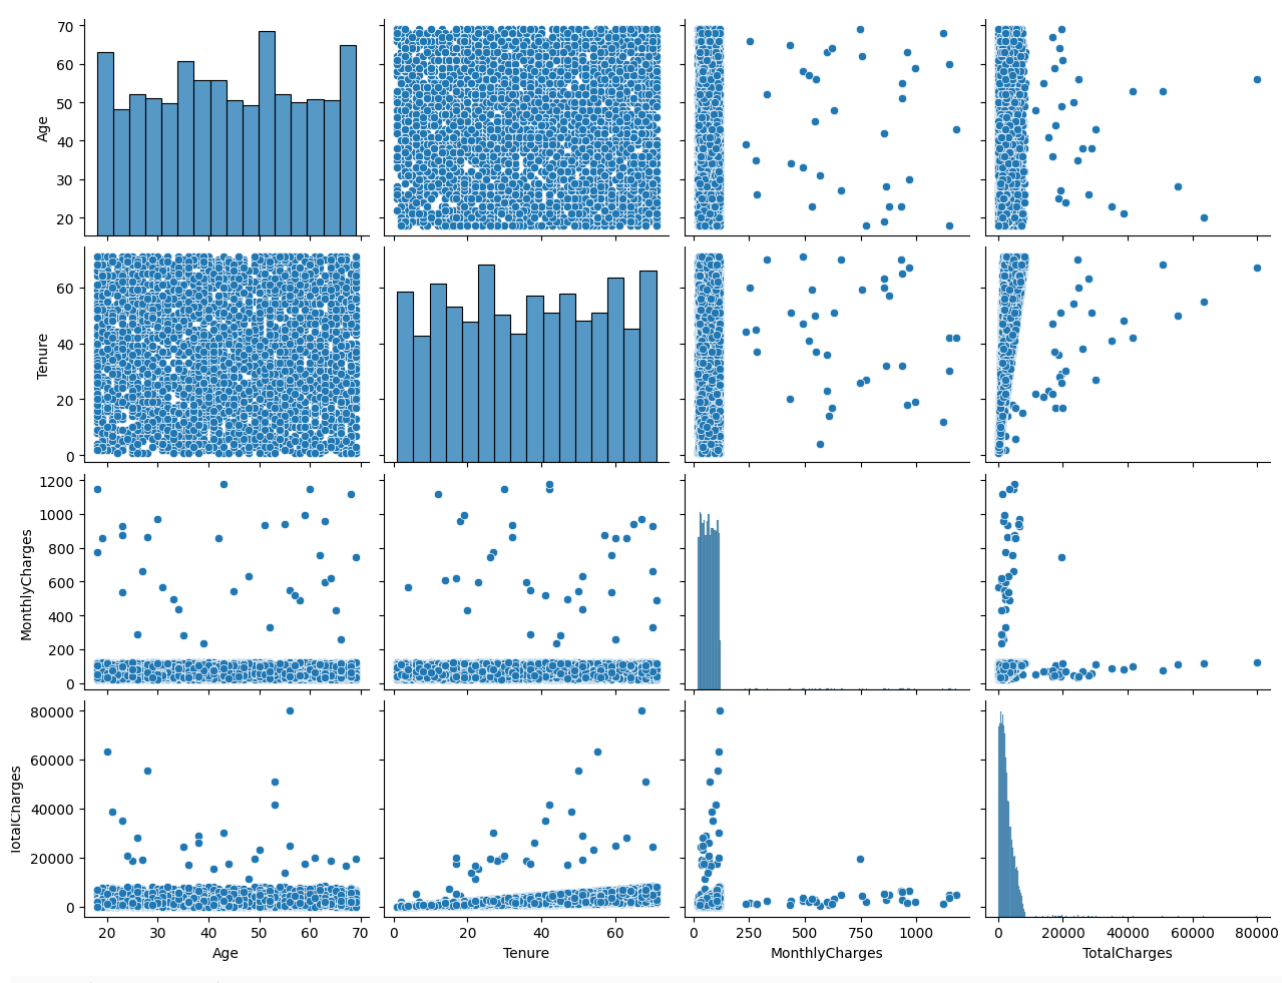 70
60
50
40
30
20
Age
60
40
20
0
Tenure
1200
1000
800
600
400
200
0
MonthlyCharges
80000
60000
40000
20000
0
TotalCharges
20 30 40 50 60 70
0 20 40 60
0 250 500 750 1000
0 20000 40000 60000 80000
Age Tenure MonthlyCharges TotalCharges